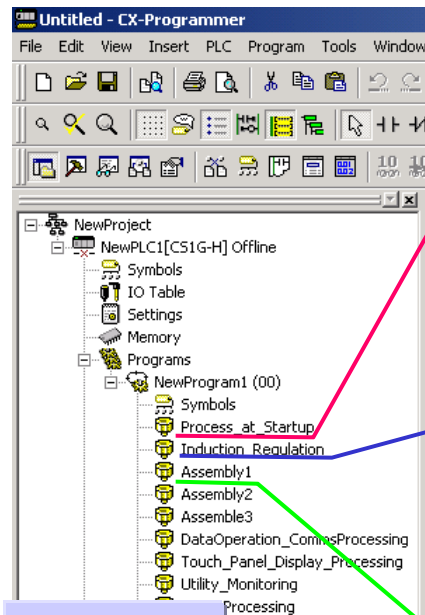 Untitled - CX-Programmer
File Edit View Insert PLC Program Tools Window
NewProject
NewPLC1[CS1G-H] Offline
Symbols
IO Table
Settings
Memory
Programs
NewProgram1 (00)
Symbols
Process_at_Startup
Induction_Regulation
Assembly1
Assembly2
Assemble3
DataOperation_CommsProcessing
Touch_Panel_Display_Processing
Utility_Monitoring
Processing